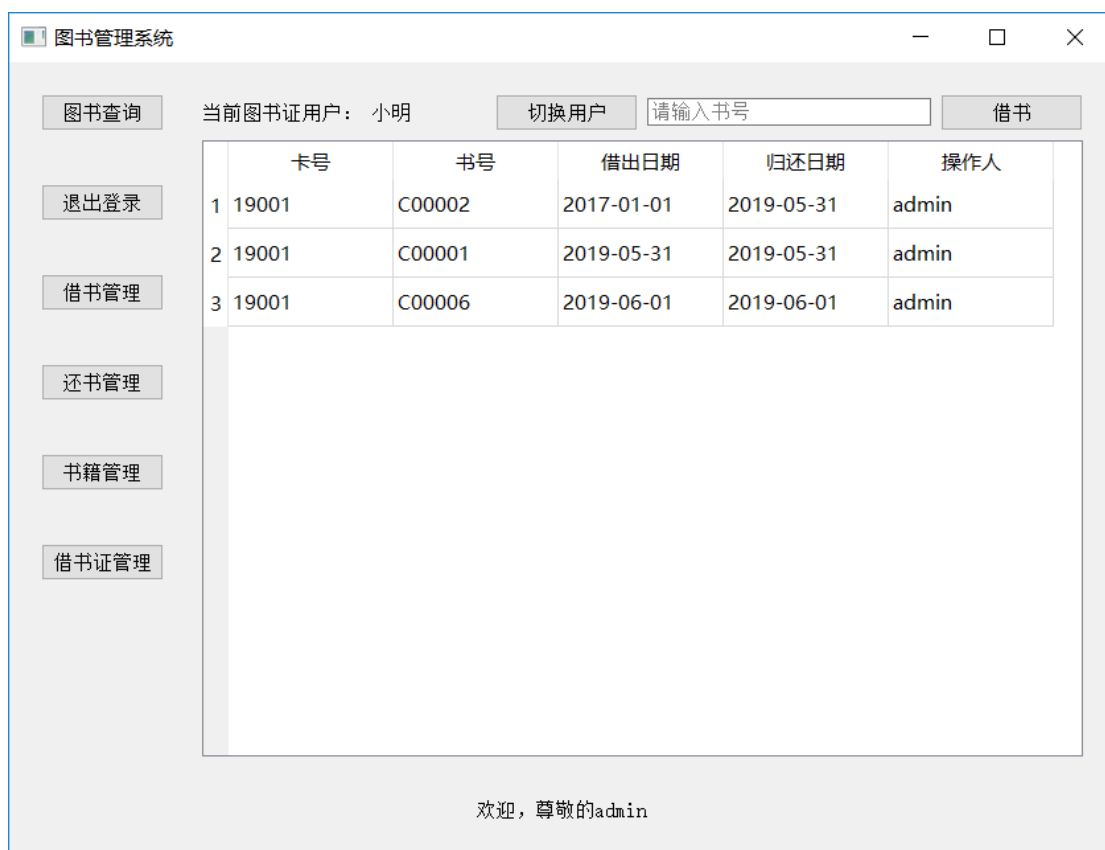 图书管理系统
图书查询 当前图书证用户： 小明 切换用户 请输入书号 借书
卡号 书号 借出日期 归还日期 操作人
退出登录 1 19001 C00002 2017-01-01 2019-05-31 admin
2 19001 C00001 2019-05-31 2019-05-31 admin
借书管理 3 19001 C00006 2019-06-01 2019-06-01 admin
还书管理
书籍管理
借书证管理
欢迎，尊敬的admin